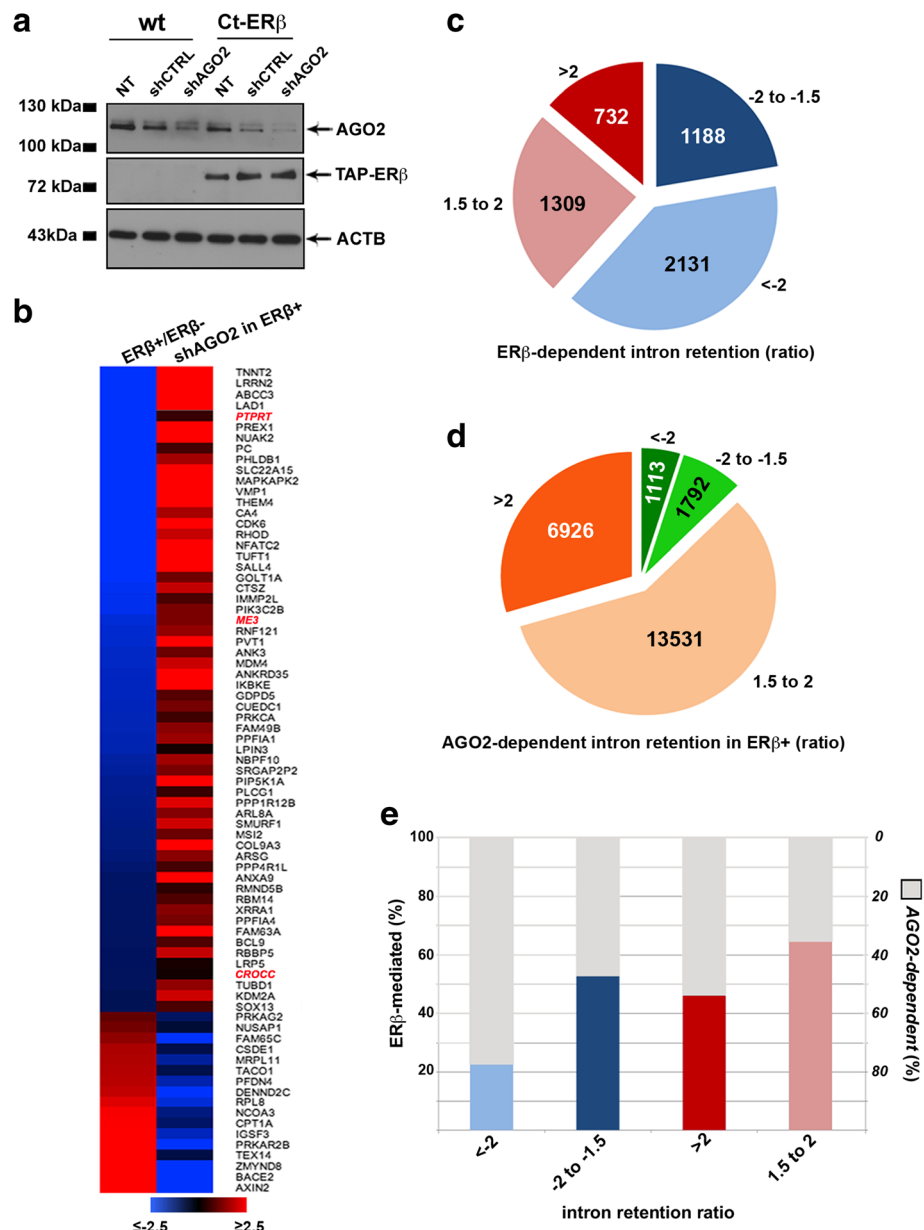 a
wt
Ct-ERβ
NT
shCTRL
shAGO2
NT
shCTRL
shAGO2
130 kDa
100 kDa
72 kDa
43kDa
AGO2
TAP-ERβ
ACTB
b
ERβ+/ERβ-
shAGO2 in ERβ+
TNNT2
LRRN2
ABCC3
LAD1
PTPRT
PREX1
NUAK2
PC
PHLDB1
SLC22A15
MAPKAPK2
VMP1
THEM4
CA4
CDK6
RHOD
NFATC2
TUFT1
SALL4
GOLT1A
CTSZ
IMMP2L
PIK3C2B
ME3
RNF121
PVT1
ANK3
MDM4
ANKRD35
IKBKE
GDPD5
CUEDC1
PRKCA
FAM49B
PPFIA1
LPIN3
NBPF10
SRGAP2P2
PIP5K1A
PLCG1
PPP1R12B
ARL8A
SMURF1
MSI2
COL9A3
ARSG
PPP4R1L
ANXA9
RMND5B
RBM14
XRRA1
PPFIA4
FAM63A
BCL9
RBBP5
LRP5
CROCC
TUBD1
KDM2A
SOX13
PRKAG2
NUSAP1
FAM65C
CSDE1
MRPL11
TACO1
PFDN4
DENND2C
RPL8
NCOA3
CPT1A
IGSF3
PRKAR2B
TEX14
ZMYND8
BACE2
AXIN2
≤-2.5
≥2.5
c
>2
732
-2 to -1.5
1188
1.5 to 2
1309
2131
<-2
ERβ-dependent intron retention (ratio)
d
<-2
1113
-2 to -1.5
1792
>2
6926
13531
1.5 to 2
AGO2-dependent intron retention in ERβ+ (ratio)
e
100
80
60
40
20
ERβ-mediated (%)
0
20
40
60
80
AGO2-dependent (%)
<-2
-2 to -1.5
>2
1.5 to 2
intron retention ratio